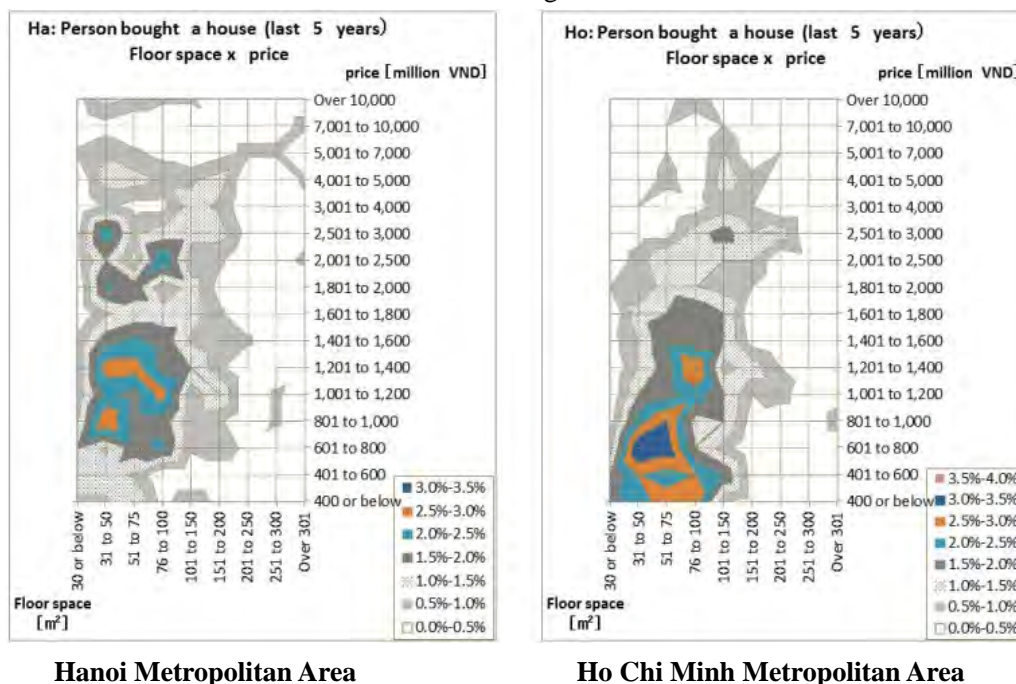 Ha: Person bought a house (last 5 years)
Floor space x price
price [million VND]
Over 10,000
7,001 to 10,000
5,001 to 7,000
4,001 to 5,000
3,001 to 4,000
2,501 to 3,000
2,001 to 2,500
1,801 to 2,000
1,601 to 1,800
1,401 to 1,600
1,201 to 1,400
1,001 to 1,200
801 to 1,000
601 to 800
401 to 600
400 or below
3.0%-3.5%
2.5%-3.0%
2.0%-2.5%
1.5%-2.0%
1.0%-1.5%
0.5%-1.0%
0.0%-0.5%
30 or below
31 to 50
51 to 75
76 to 100
101 to 150
151 to 200
201 to 250
251 to 300
Over 301
Floor space
[m²]
Hanoi Metropolitan Area
Ho: Person bought a house (last 5 years)
Floor space x price
price [million VND]
Over 10,000
7,001 to 10,000
5,001 to 7,000
4,001 to 5,000
3,001 to 4,000
2,501 to 3,000
2,001 to 2,500
1,801 to 2,000
1,601 to 1,800
1,401 to 1,600
1,201 to 1,400
1,001 to 1,200
801 to 1,000
601 to 800
401 to 600
400 or below
3.5%-4.0%
3.0%-3.5%
2.5%-3.0%
2.0%-2.5%
1.5%-2.0%
1.0%-1.5%
0.5%-1.0%
0.0%-0.5%
30 or below
31 to 50
51 to 75
76 to 100
101 to 150
151 to 200
201 to 250
251 to 300
Over 301
Floor space
[m²]
Ho Chi Minh Metropolitan Area